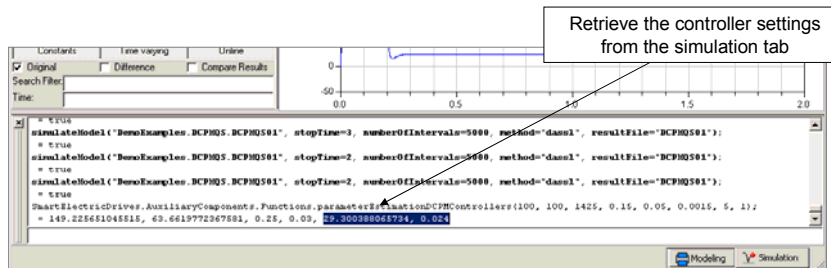 Retrieve the controller settings
from the simulation tab
Constants Time varying Online
Original Difference Compare Results
Search Filter:
Time:
0
-50
0.0 0.5 1.0 1.5 2.0
= true
simulateModel("DemoExamples.DCPMQS.DCPMQS01", stopTime=3, numberOfIntervals=5000, method="dassl", resultFile="DCPMQS01");
= true
simulateModel("DemoExamples.DCPMQS.DCPMQS01", stopTime=2, numberOfIntervals=5000, method="dassl", resultFile="DCPMQS01");
= true
simulateModel("DemoExamples.DCPMQS.DCPMQS01", stopTime=2, numberOfIntervals=5000, method="dassl", resultFile="DCPMQS01");
= true
SmartElectricDrives.AuxiliaryComponents.Functions.parameterEstimationDCPMControllers(100, 100, 1425, 0.15, 0.05, 0.0015, 5, 1);
= 149.225651045515, 63.6619772367581, 0.25, 0.03, 29.300388065734, 0.024
Modeling Simulation